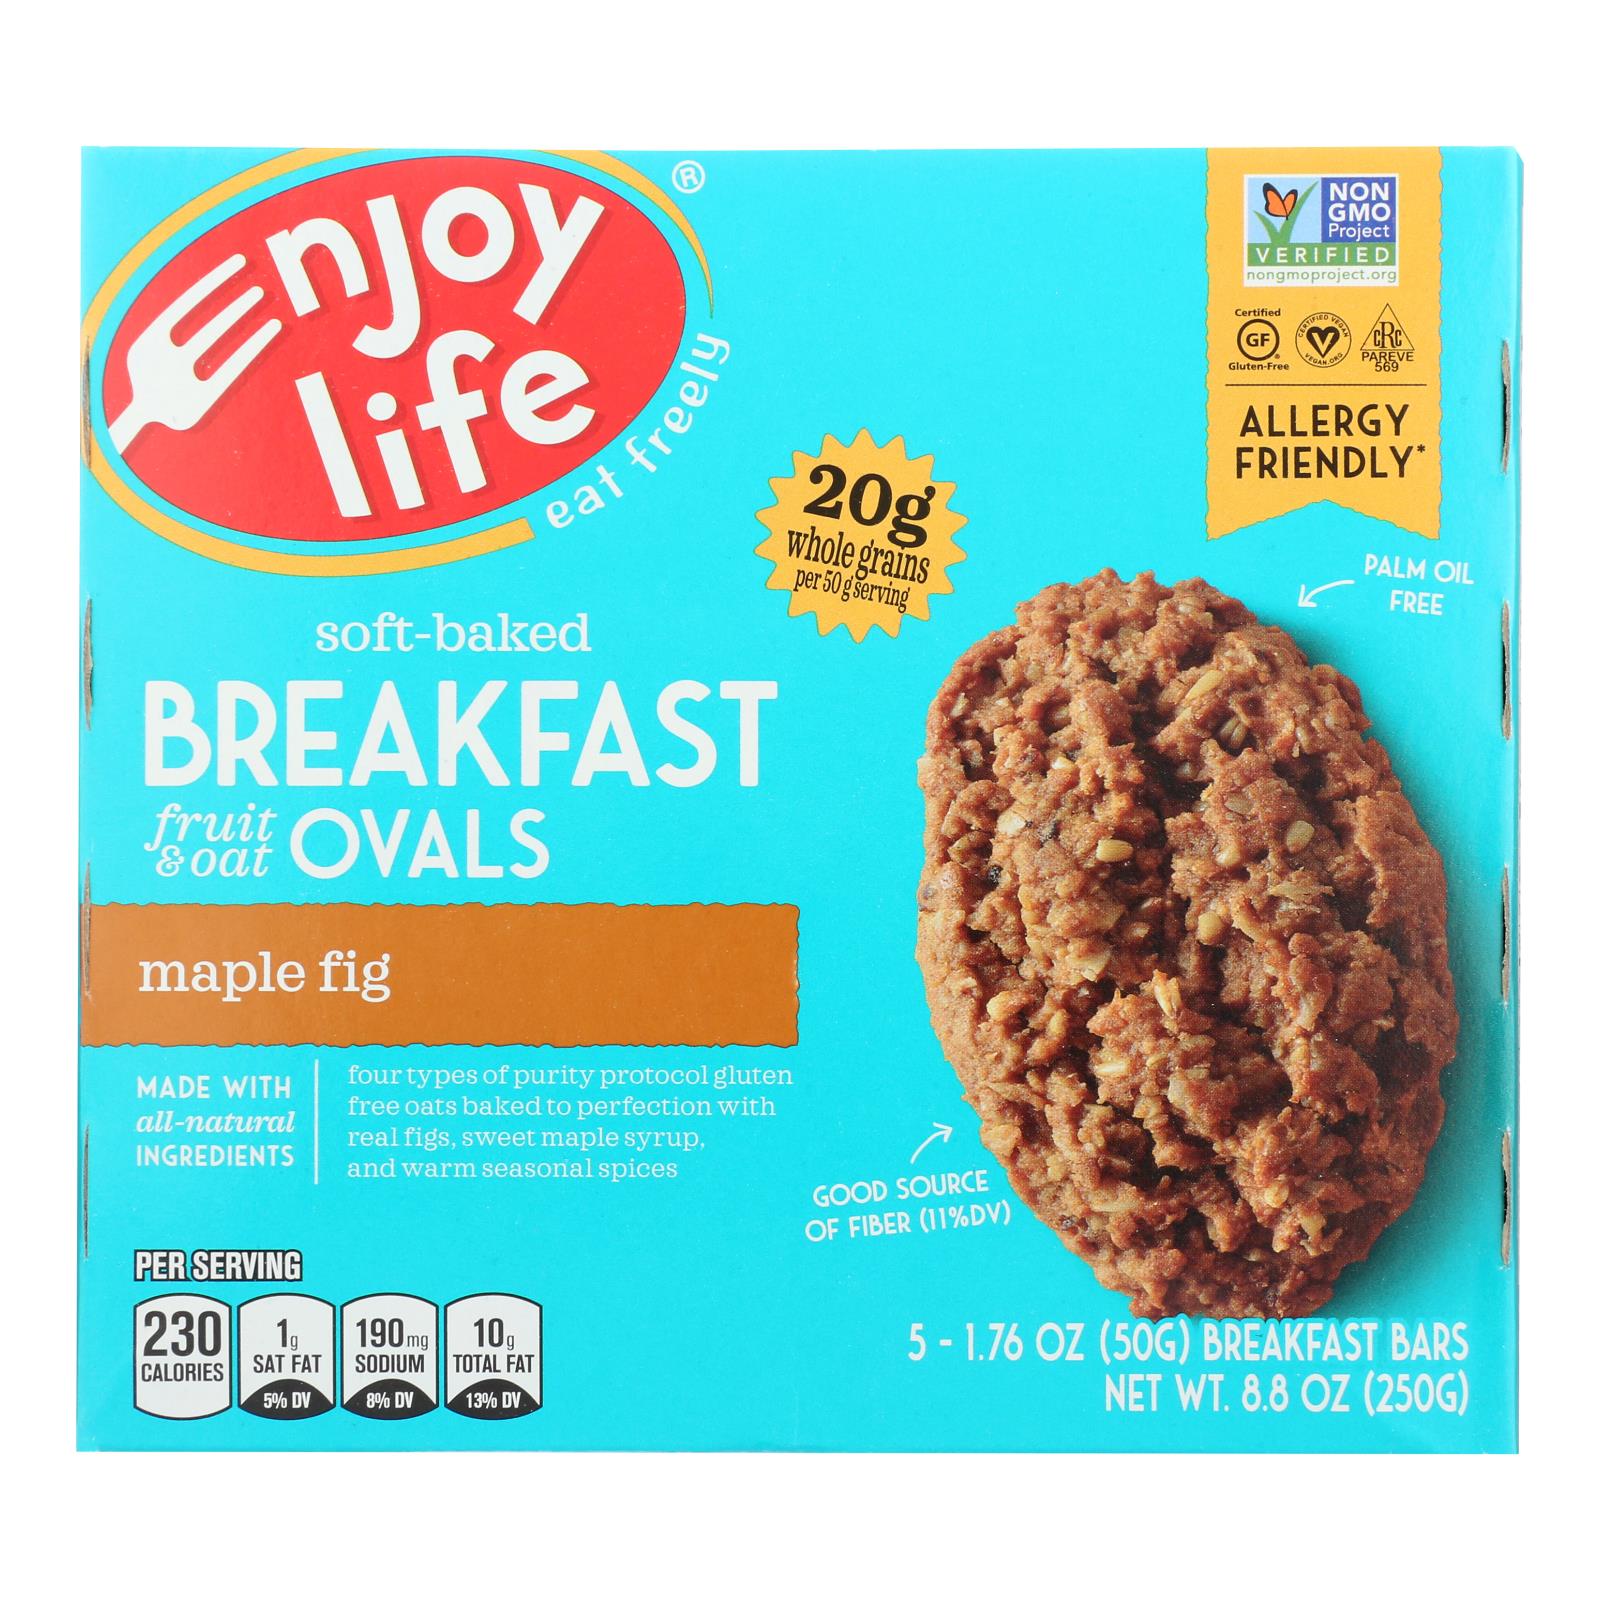 Enjoy
life
®
eat freely
NON
GMO
Project
VERIFIED
nongmoproject.org
Certified
GF
®
Gluten-Free
CERTIFIED VEGAN
V
VEGAN.ORG
cRc
PAREVE
569
ALLERGY
FRIENDLY*
20g
whole grains
per 50 g serving
PALM OIL
FREE
soft-baked
BREAKFAST
fruit
& oat
OVALS
maple fig
MADE WITH
all-natural
INGREDIENTS
four types of purity protocol gluten
free oats baked to perfection with
real figs, sweet maple syrup,
and warm seasonal spices
GOOD SOURCE
OF FIBER (11%DV)
PER SERVING
230
CALORIES
1g
SAT FAT
5% DV
190mg
SODIUM
8% DV
10g
TOTAL FAT
13% DV
5 - 1.76 OZ (50G) BREAKFAST BARS
NET WT. 8.8 OZ (250G)